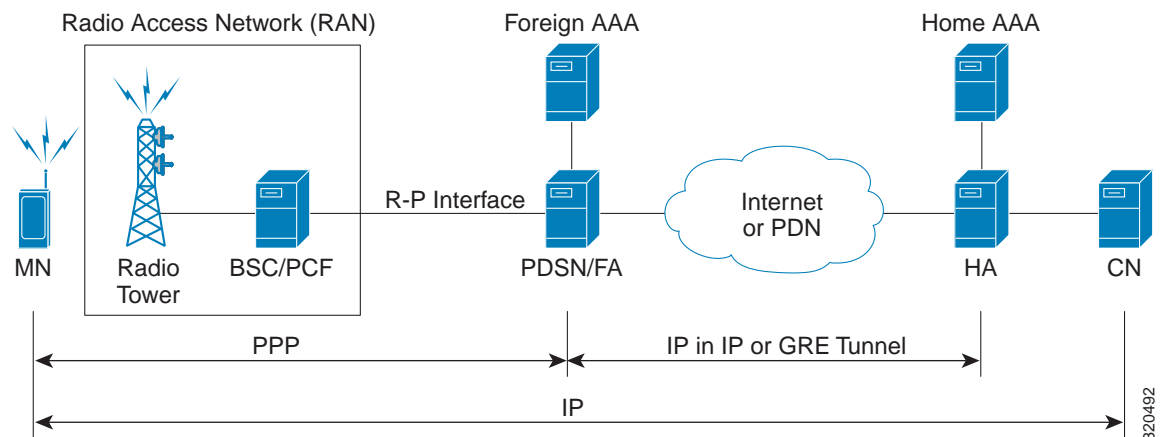 Radio Access Network (RAN)
Foreign AAA
Home AAA
R-P Interface
Internet
or PDN
MN
Radio
Tower
BSC/PCF
PDSN/FA
HA
CN
PPP
IP in IP or GRE Tunnel
IP
320492